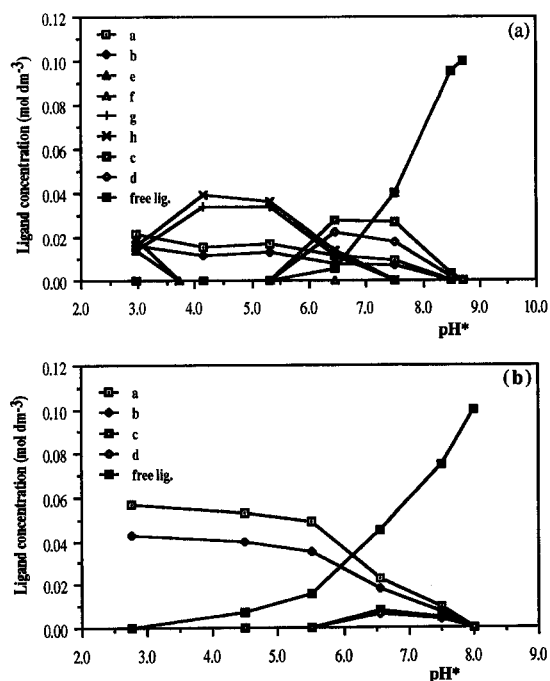 (a)
Ligand concentration (mol dm-3)
0.12
0.10
0.08
0.06
0.04
0.02
0.00
a
b
e
f
g
h
c
d
free lig.
2.0 3.0 4.0 5.0 6.0 7.0 8.0 9.0 10.0
pH*
(b)
Ligand concentration (mol dm-3)
0.12
0.10
0.08
0.06
0.04
0.02
0.00
a
b
c
d
free lig.
2.0 3.0 4.0 5.0 6.0 7.0 8.0 9.0
pH*